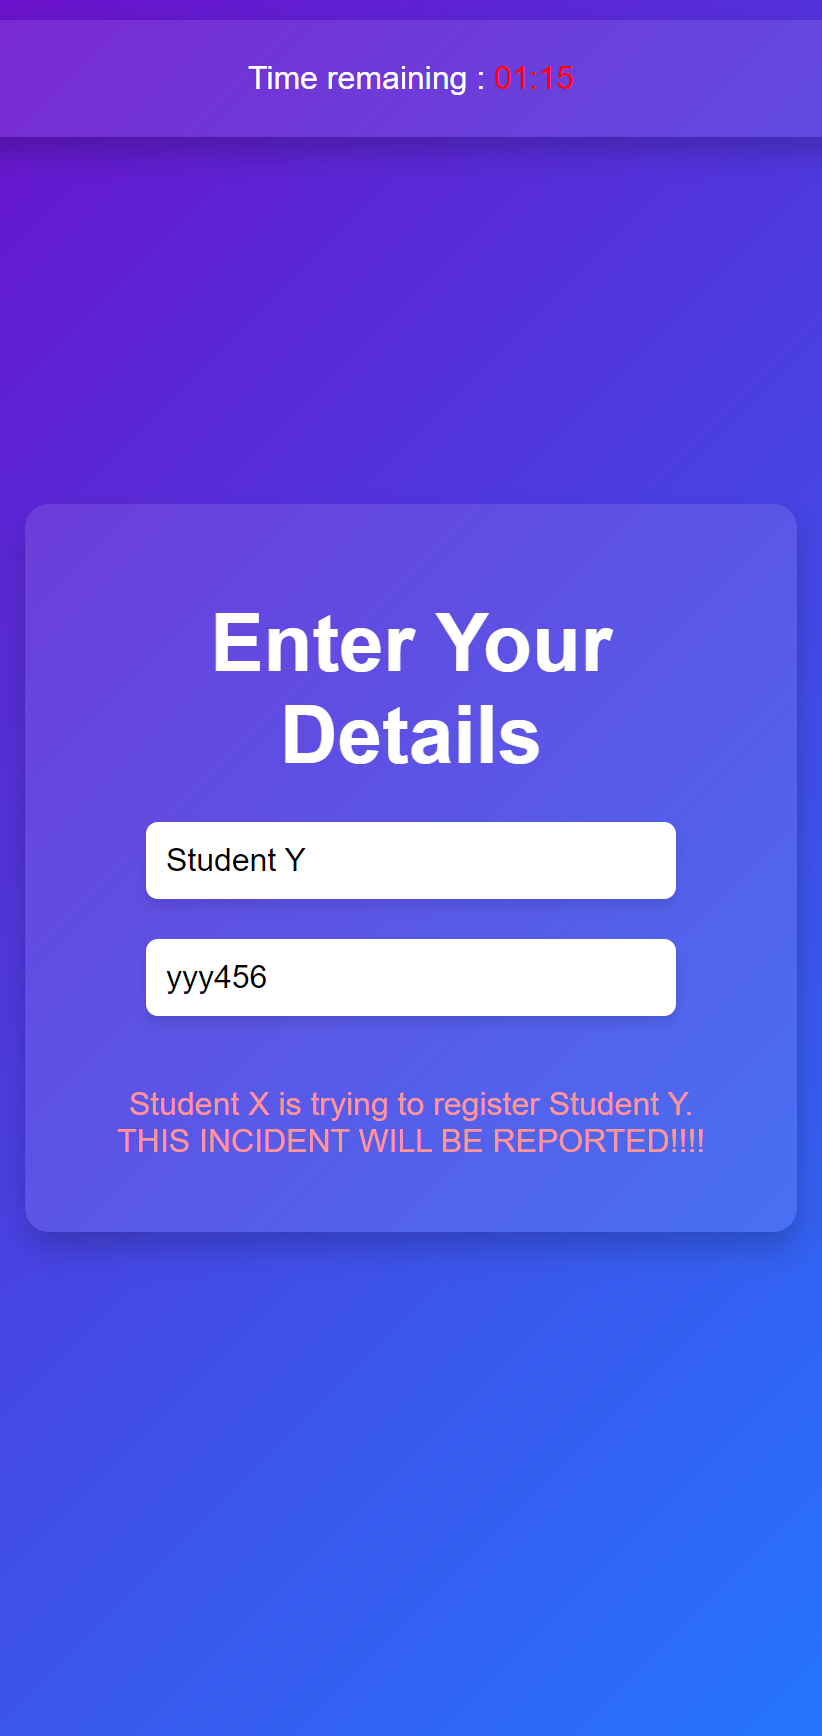 Time remaining : 01:15
Enter Your
Details
Student Y
yyy456
Student X is trying to register Student Y.
THIS INCIDENT WILL BE REPORTED!!!!